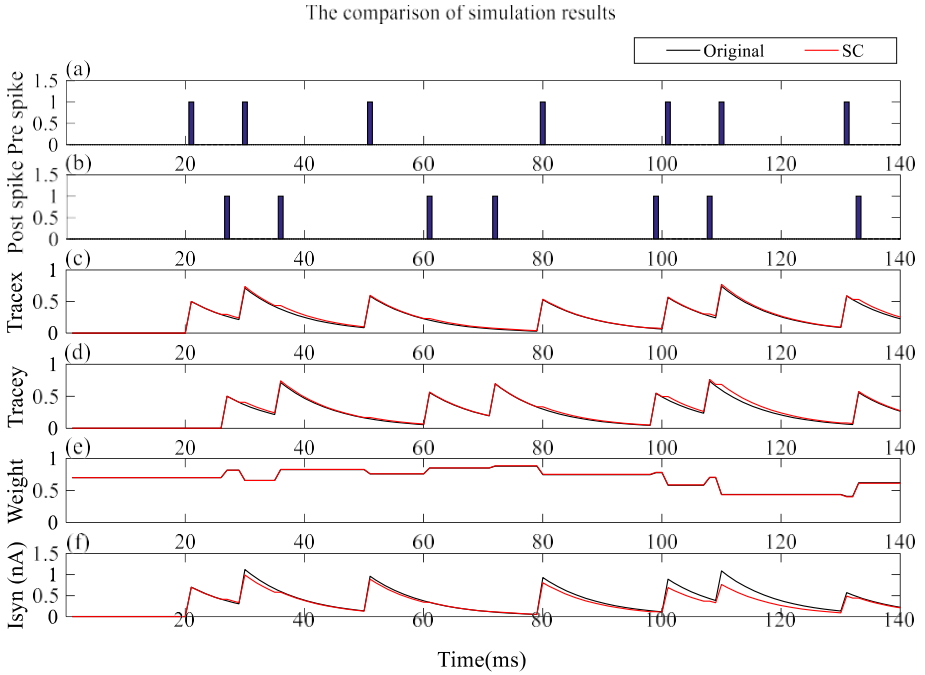 The comparison of simulation results
Original SC
(a)
Pre spike
1.5
1
0.5
0
20 40 60 80 100 120 140
(b)
Post spike
1.5
1
0.5
0
20 40 60 80 100 120 140
(c)
Tracex
1
0.5
0
20 40 60 80 100 120 140
(d)
Tracey
1
0.5
0
20 40 60 80 100 120 140
(e)
Weight
1
0.5
0
20 40 60 80 100 120 140
(f)
Isyn (nA)
1.5
1
0.5
0
20 40 60 80 100 120 140
Time(ms)